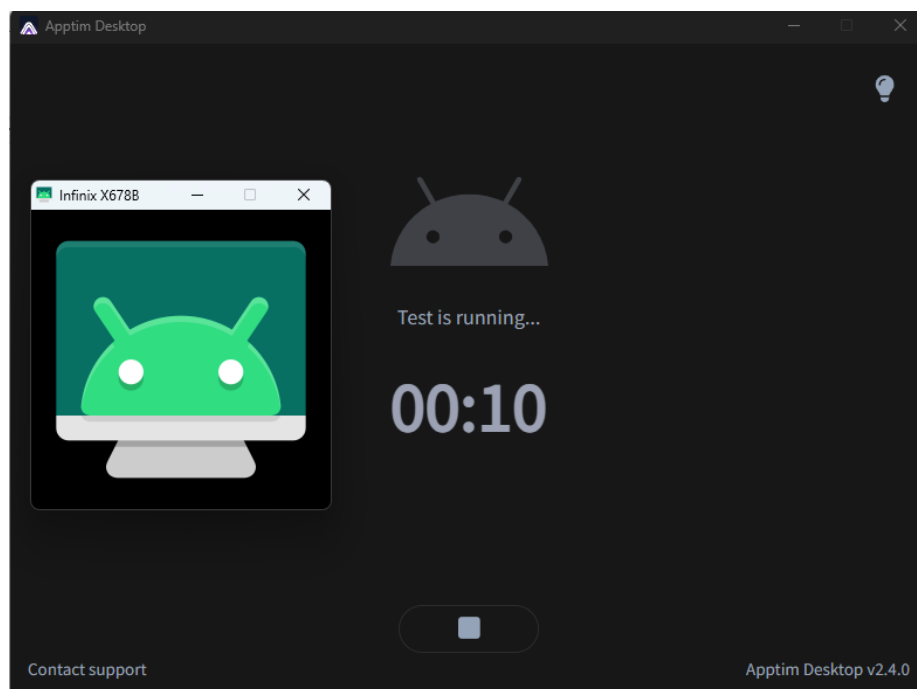 Apptim Desktop
Infinix X678B
Test is running...
00:10
Contact support
Apptim Desktop v2.4.0